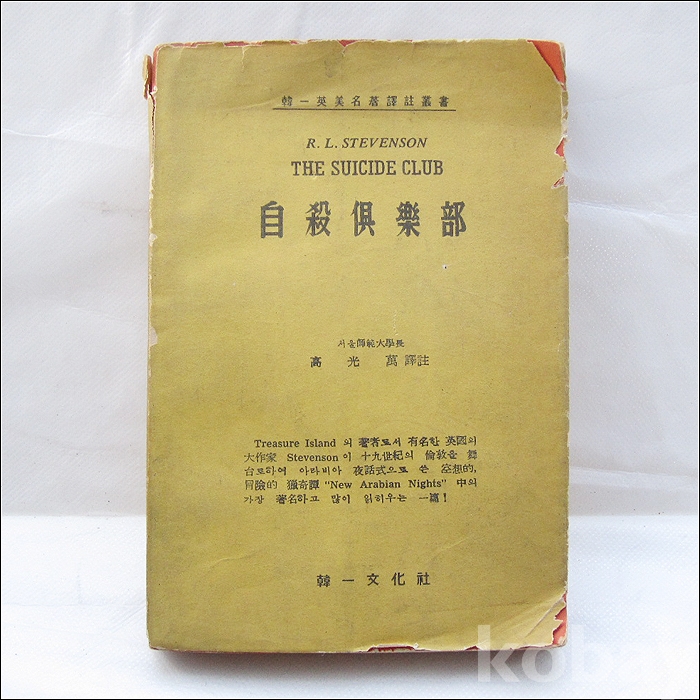 韓一英美名著譯註叢書
R. L. STEVENSON
THE SUICIDE CLUB
自殺俱樂部
서울師範大學長
高光萬 譯註
Treasure Island 의 著者로서 有名한 英國의
大作家 Stevenson 이 十九世紀의 倫敦을 舞
台로하여 아라비아 夜話式으로 쓴 空想的,
冒險的 獵奇譚 "New Arabian Nights" 中의
가장 著名하고 많이 읽히우는 一篇!
韓一文化社
kobay